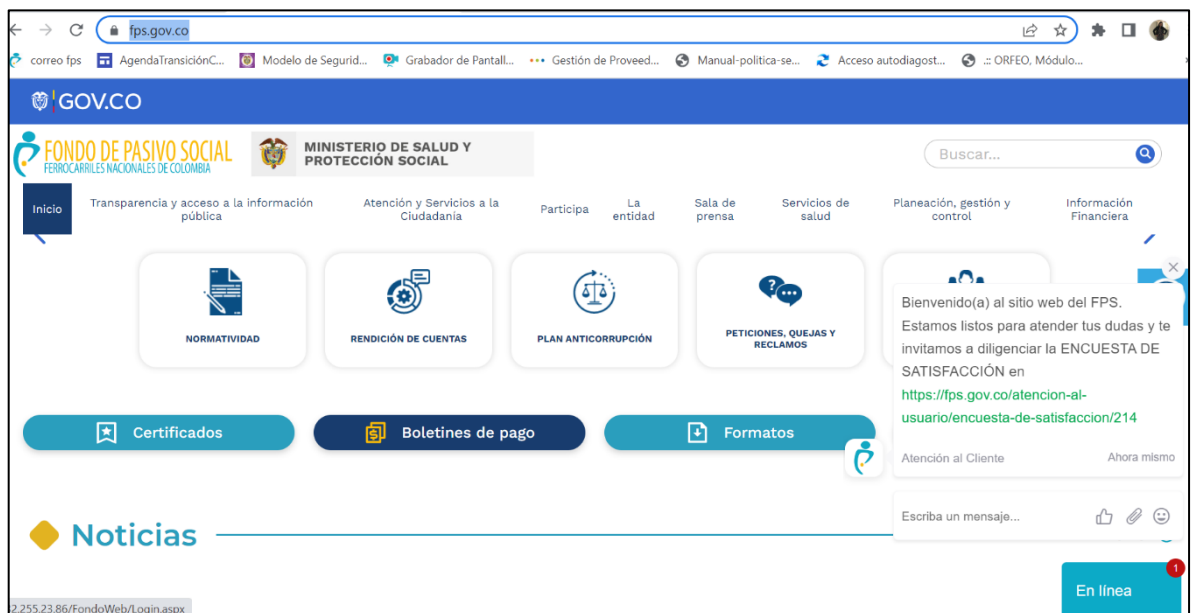 fps.gov.co
correo fps
AgendaTransiciónC...
Modelo de Segurid...
Grabador de Pantall...
Gestión de Proveed...
Manual-politica-se...
Acceso autodiagost...
.:: ORFEO, Módulo...
GOV.CO
FONDO DE PASIVO SOCIAL
FERROCARRILES NACIONALES DE COLOMBIA
MINISTERIO DE SALUD Y
PROTECCIÓN SOCIAL
Buscar...
Inicio
Transparencia y acceso a la información
pública
Atención y Servicios a la
Ciudadanía
Participa
La
entidad
Sala de
prensa
Servicios de
salud
Planeación, gestión y
control
Información
Financiera
NORMATIVIDAD
RENDICIÓN DE CUENTAS
PLAN ANTICORRUPCIÓN
PETICIONES, QUEJAS Y
RECLAMOS
Bienvenido(a) al sitio web del FPS.
Estamos listos para atender tus dudas y te
invitamos a diligenciar la ENCUESTA DE
SATISFACCIÓN en
https://fps.gov.co/atencion-al-
usuario/encuesta-de-satisfaccion/214
Atención al Cliente
Ahora mismo
Certificados
Boletines de pago
Formatos
Escriba un mensaje...
Noticias
1
En línea
2.255.23.86/FondoWeb/Login.aspx